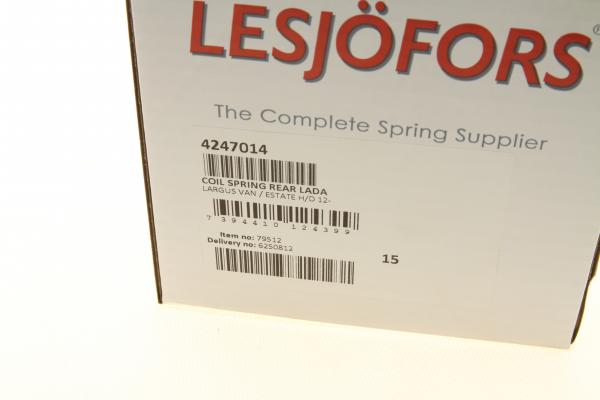 LESJÖFORS®
The Complete Spring Supplier
4247014
COIL SPRING REAR LADA
LARGUS VAN / ESTATE H/D 12-
7 394410 124399
Item no: 79512
Delivery no: 6250812
15